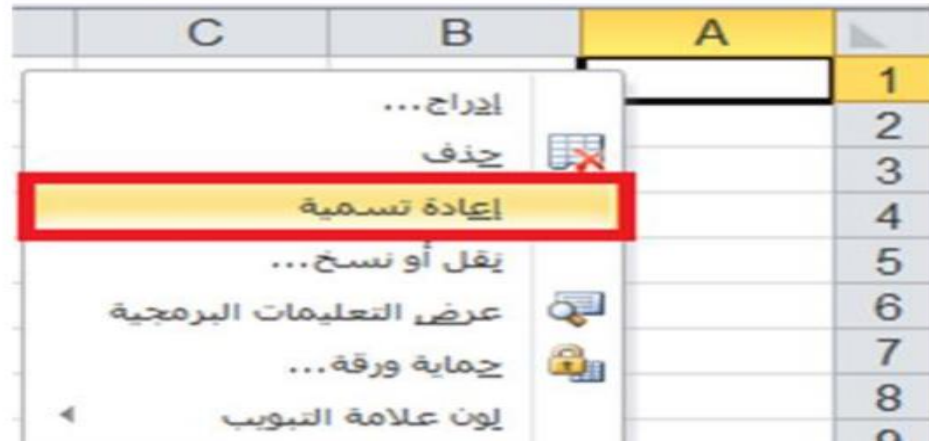 A B C
1
2
3
4
5
6
7
8
9
إدراج...
حذف
إعادة تسمية
نقل أو نسخ...
عرض التعليمات البرمجية
حماية ورقة...
لون علامة التبويب